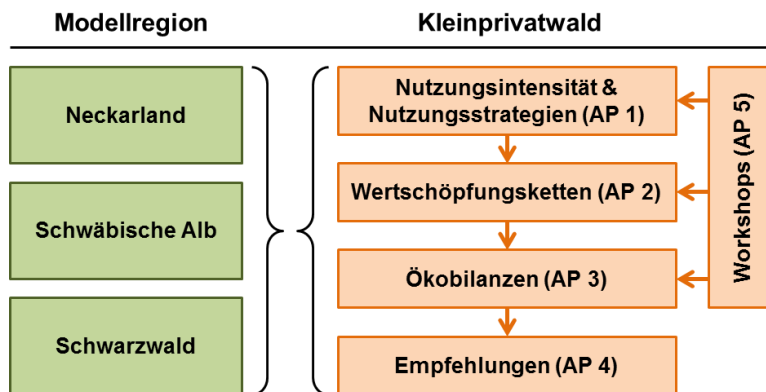 Modellregion
Kleinprivatwald
Neckarland
Schwäbische Alb
Schwarzwald
Nutzungsintensität &
Nutzungsstrategien (AP 1)
Wertschöpfungsketten (AP 2)
Ökobilanzen (AP 3)
Empfehlungen (AP 4)
Workshops (AP 5)